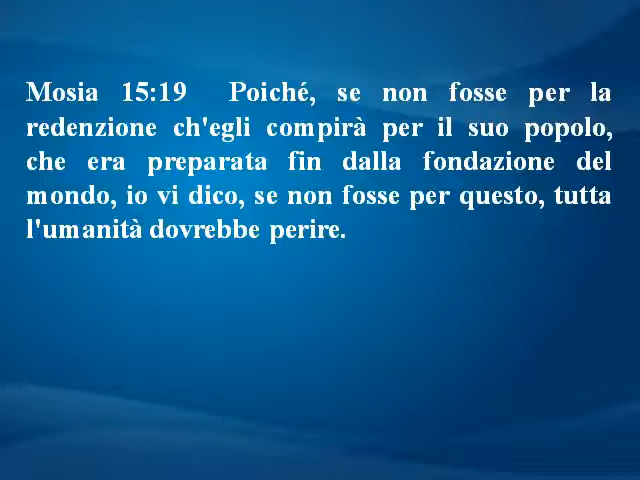 Mosia 15:19 Poiché, se non fosse per la
redenzione ch'egli compirà per il suo popolo,
che era preparata fin dalla fondazione del
mondo, io vi dico, se non fosse per questo, tutta
l'umanità dovrebbe perire.